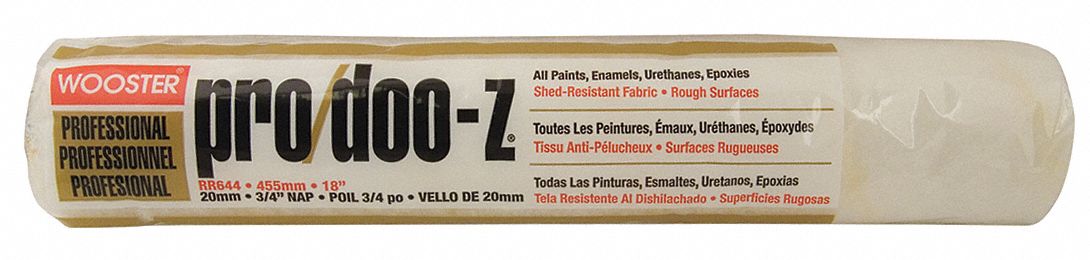 WOOSTER®
PROFESSIONAL
PROFESSIONNEL
PROFESIONAL
pro/doo-z®
RR644 • 455mm • 18"
20mm • 3/4" NAP • POIL 3/4 po • VELLO DE 20mm
All Paints, Enamels, Urethanes, Epoxies
Shed-Resistant Fabric • Rough Surfaces
Toutes Les Peintures, Émaux, Uréthanes, Époxydes
Tissu Anti-Pélucheux • Surfaces Rugueuses
Todas Las Pinturas, Esmaltes, Uretanos, Epoxias
Tela Resistente Al Dishilachado • Superficies Rugosas